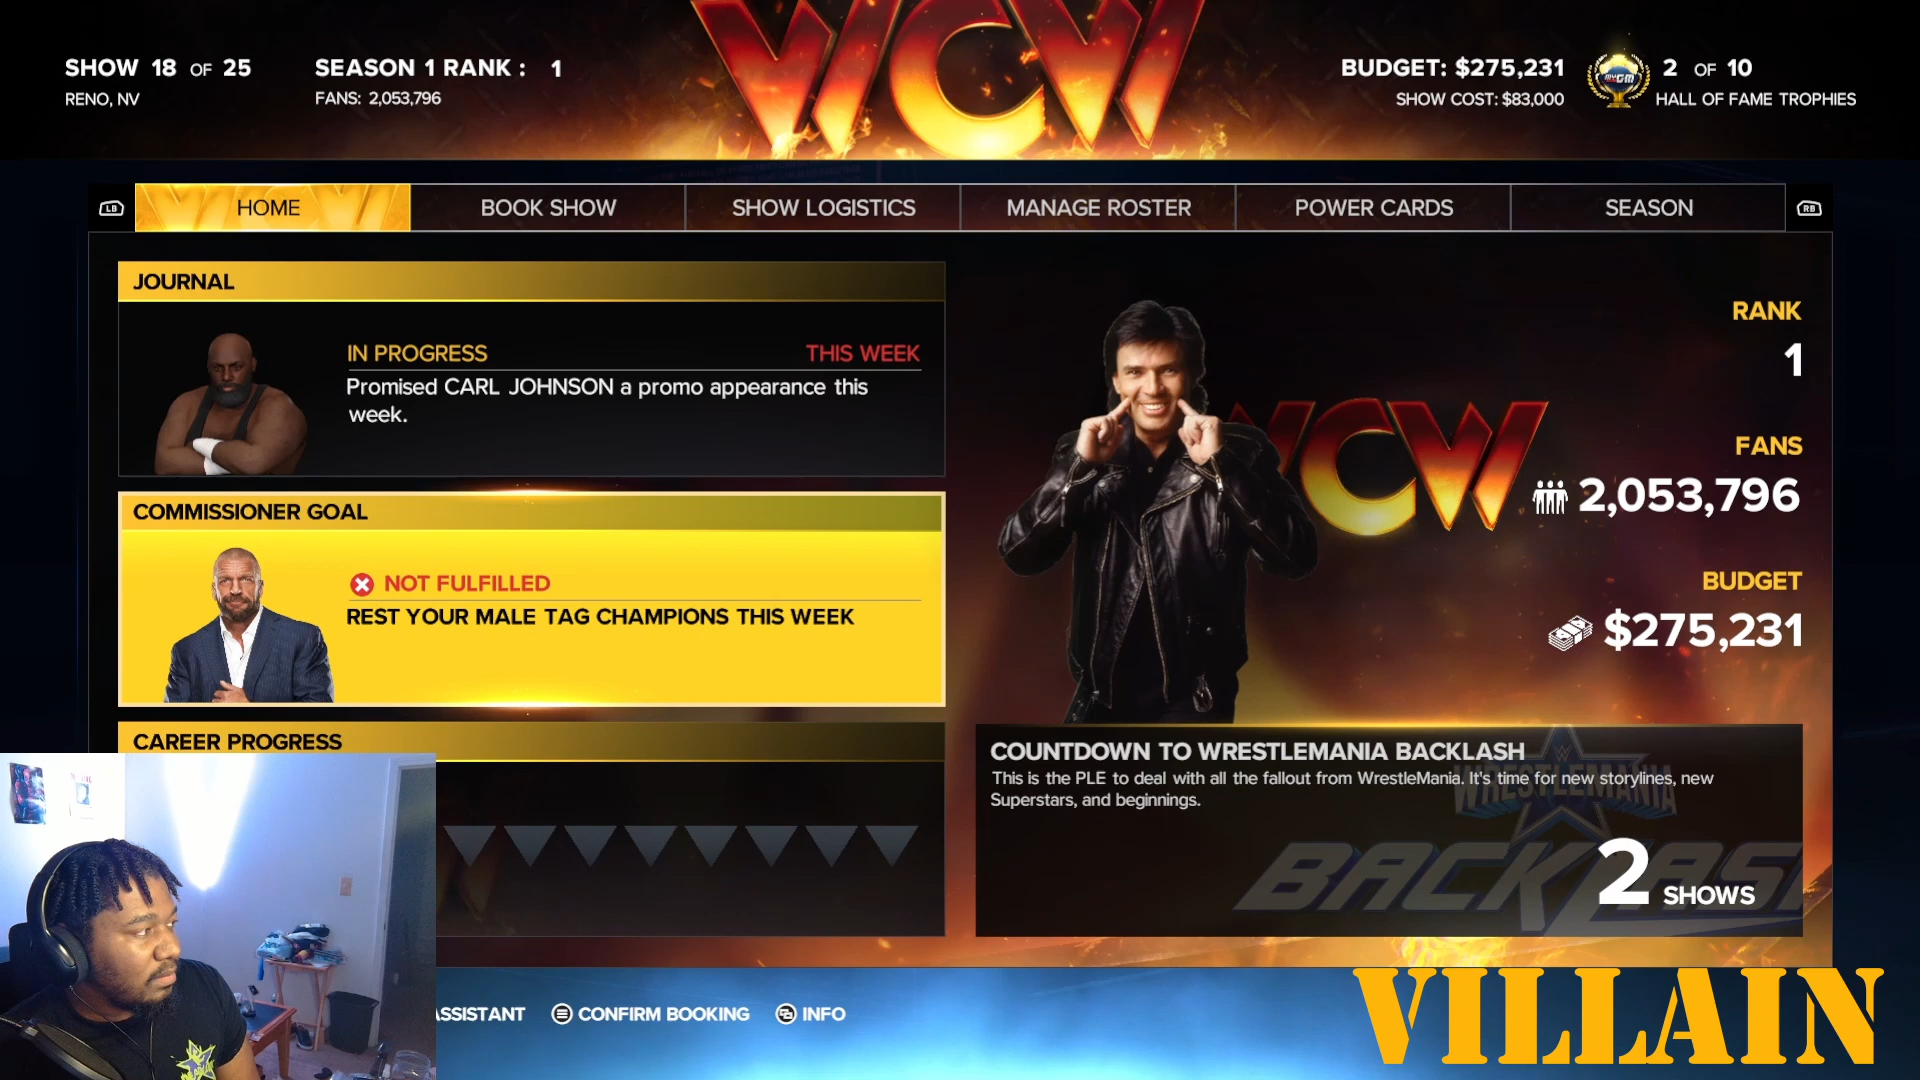 WCW
SHOW 18 OF 25
RENO, NV
SEASON 1 RANK : 1
FANS: 2,053,796
BUDGET: $275,231
SHOW COST: $83,000
MyGM
2 OF 10
HALL OF FAME TROPHIES
LB
HOME
BOOK SHOW
SHOW LOGISTICS
MANAGE ROSTER
POWER CARDS
SEASON
RB
JOURNAL
IN PROGRESS
THIS WEEK
Promised CARL JOHNSON a promo appearance this
week.
COMMISSIONER GOAL
NOT FULFILLED
REST YOUR MALE TAG CHAMPIONS THIS WEEK
CAREER PROGRESS
WCW
RANK
1
FANS
2,053,796
BUDGET
$275,231
COUNTDOWN TO WRESTLEMANIA BACKLASH
This is the PLE to deal with all the fallout from WrestleMania. It's time for new storylines, new
Superstars, and beginnings.
WRESTLEMANIA
BACKLASH
2 SHOWS
ASSISTANT
CONFIRM BOOKING
INFO
VILLAIN